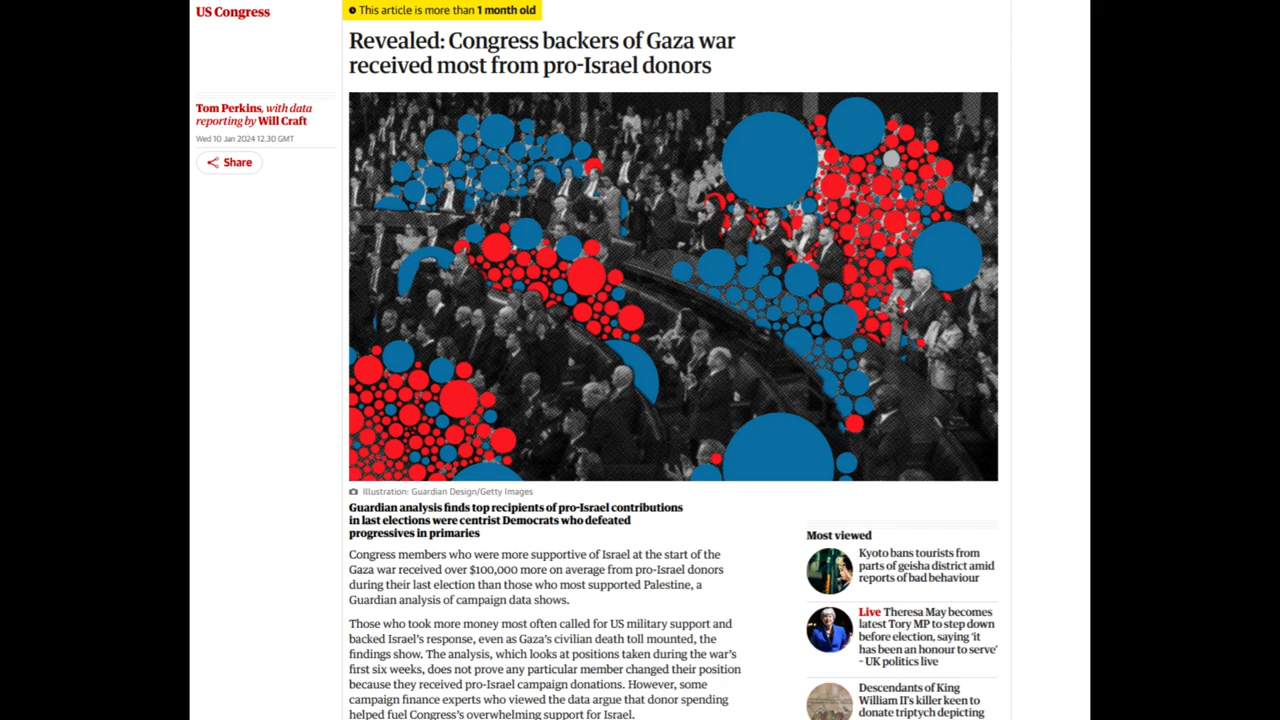 US Congress
This article is more than 1 month old
Revealed: Congress backers of Gaza war
received most from pro-Israel donors
Tom Perkins, with data
reporting by Will Craft
Wed 10 Jan 2024 12.30 GMT
Share
Illustration: Guardian Design/Getty Images
Guardian analysis finds top recipients of pro-Israel contributions
in last elections were centrist Democrats who defeated
progressives in primaries
Congress members who were more supportive of Israel at the start of the
Gaza war received over $100,000 more on average from pro-Israel donors
during their last election than those who most supported Palestine, a
Guardian analysis of campaign data shows.
Those who took more money most often called for US military support and
backed Israel's response, even as Gaza's civilian death toll mounted, the
findings show. The analysis, which looks at positions taken during the war's
first six weeks, does not prove any particular member changed their position
because they received pro-Israel campaign donations. However, some
campaign finance experts who viewed the data argue that donor spending
helped fuel Congress's overwhelming support for Israel.
Most viewed
Kyoto bans tourists from
parts of geisha district amid
reports of bad behaviour
Live Theresa May becomes
latest Tory MP to step down
before election, saying 'it
has been an honour to serve'
– UK politics live
Descendants of King
William II's killer keen to
donate triptych depicting